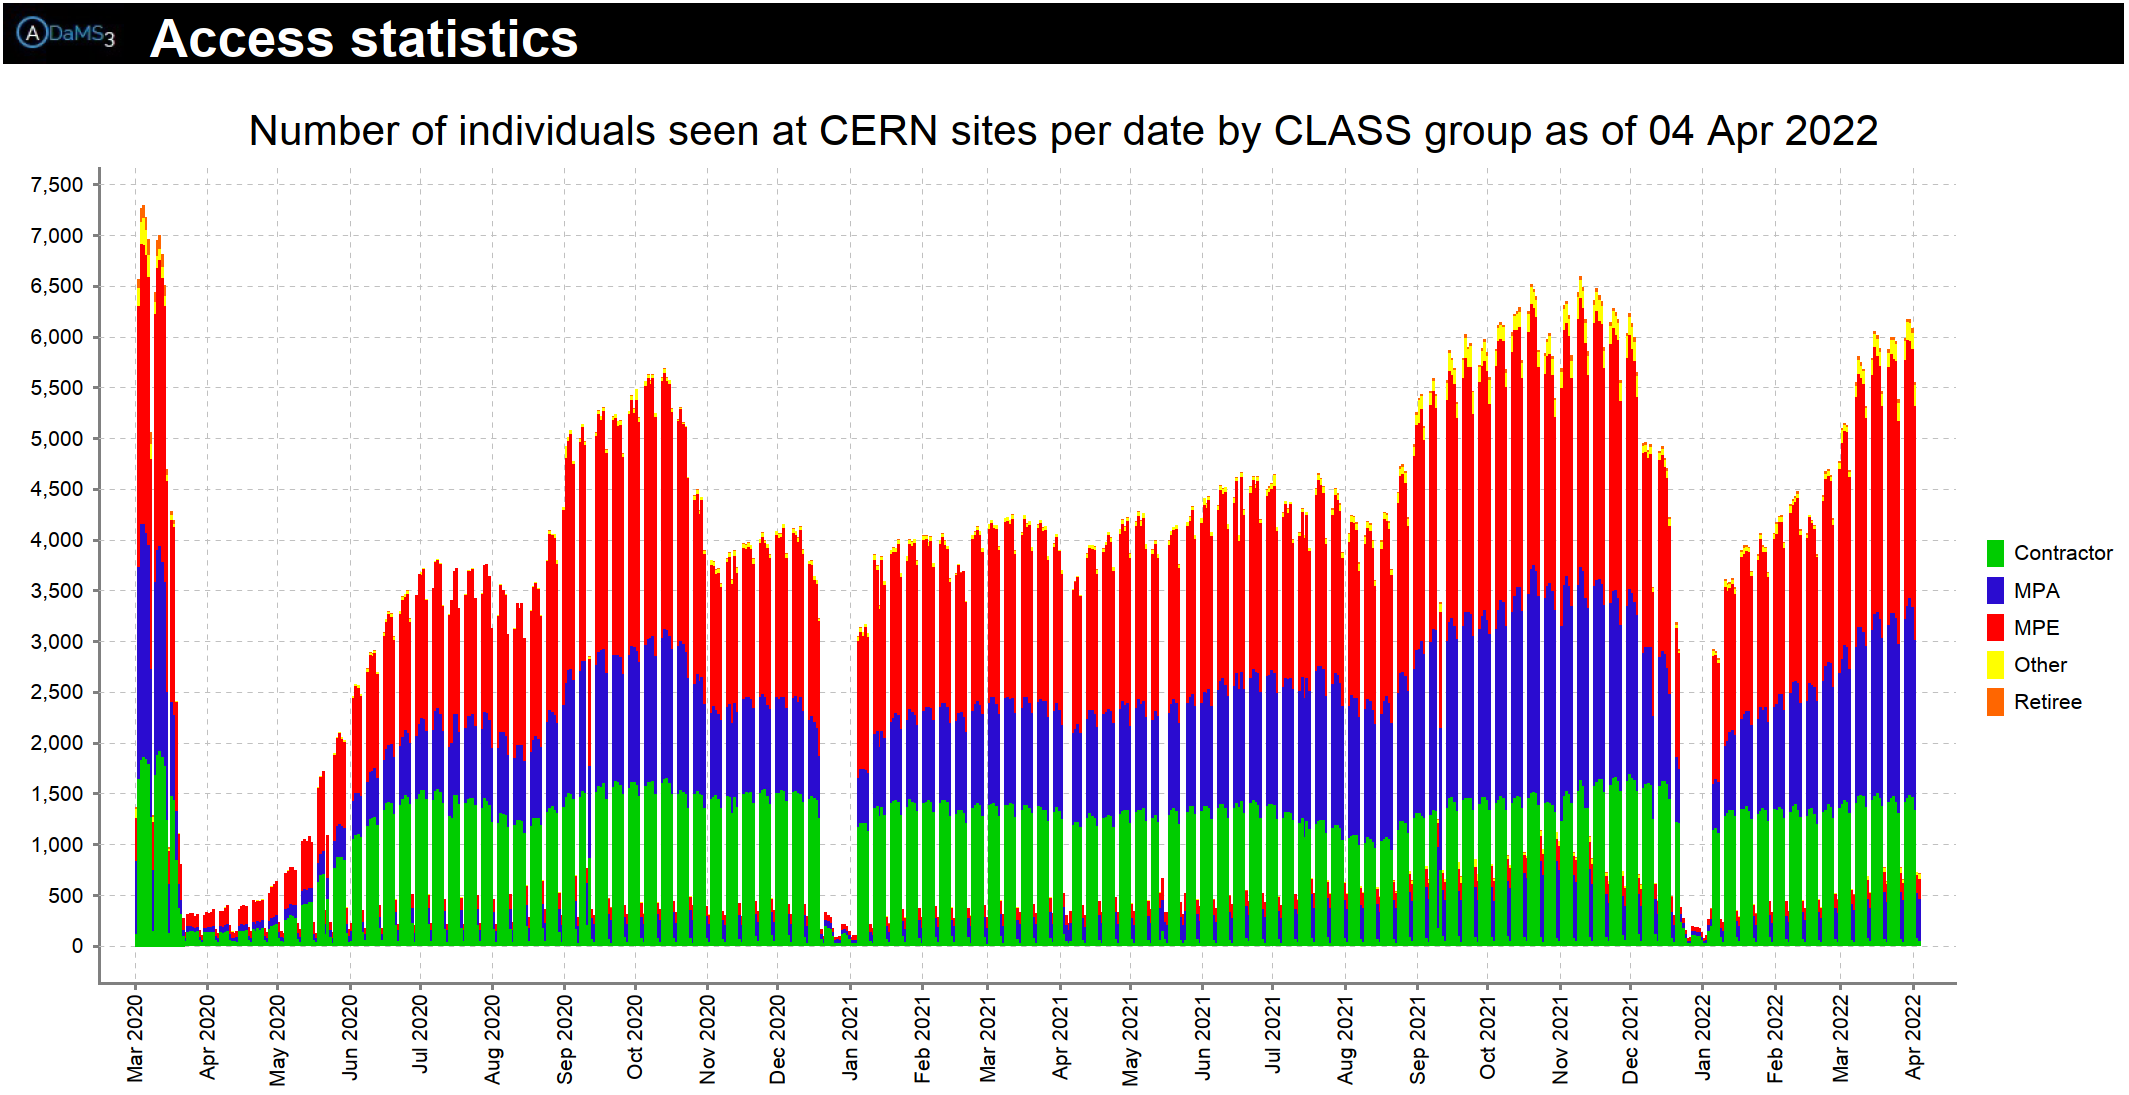 ADaMS3 Access statistics
Number of individuals seen at CERN sites per date by CLASS group as of 04 Apr 2022
7,500
7,000
6,500
6,000
5,500
5,000
4,500
4,000
3,500
3,000
2,500
2,000
1,500
1,000
500
0
Contractor
MPA
MPE
Other
Retiree
Mar 2020
Apr 2020
May 2020
Jun 2020
Jul 2020
Aug 2020
Sep 2020
Oct 2020
Nov 2020
Dec 2020
Jan 2021
Feb 2021
Mar 2021
Apr 2021
May 2021
Jun 2021
Jul 2021
Aug 2021
Sep 2021
Oct 2021
Nov 2021
Dec 2021
Jan 2022
Feb 2022
Mar 2022
Apr 2022